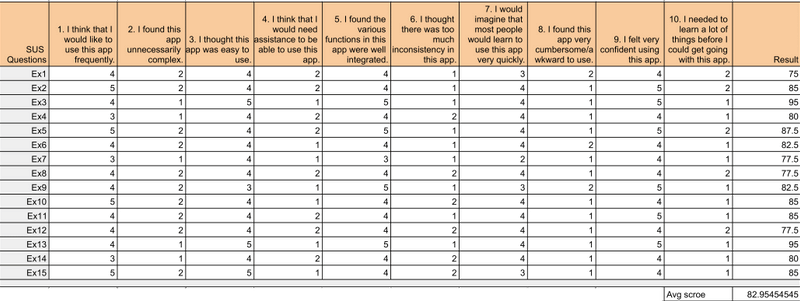 SUS
Questions
1. I think that I
would like to
use this app
frequently.
2. I found this
app
unnecessarily
complex.
3. I thought this
app was easy to
use.
4. I think that I
would need
assistance to be
able to use this
app.
5. I found the
various
functions in this
app were well
integrated.
6. I thought
there was too
much
inconsistency in
this app.
7. I would
imagine that
most people
would learn to
use this app
very quickly.
8. I found this
app very
cumbersome/a
wkward to use.
9. I felt very
confident using
this app.
10. I needed to
learn a lot of
things before I
could get going
with this app.
Result
Ex1 4 2 4 2 4 1 3 2 4 2 75
Ex2 5 2 4 2 4 1 4 1 5 2 85
Ex3 4 1 5 1 5 1 4 1 5 1 95
Ex4 3 1 4 2 4 2 4 1 4 1 80
Ex5 5 2 4 2 5 1 4 1 5 2 87.5
Ex6 4 2 4 1 4 1 4 2 4 1 82.5
Ex7 3 1 4 1 3 1 2 1 4 1 77.5
Ex8 4 2 4 2 4 2 4 1 4 2 77.5
Ex9 4 2 3 1 5 1 3 2 5 1 82.5
Ex10 5 2 4 1 4 2 4 1 4 1 85
Ex11 4 2 4 2 4 1 4 1 5 1 85
Ex12 4 2 4 2 4 2 4 1 4 2 77.5
Ex13 4 1 5 1 5 1 4 1 5 1 95
Ex14 3 1 4 2 4 2 4 1 4 1 80
Ex15 5 2 5 1 4 2 3 1 4 1 85
Avg scroe 82.95454545